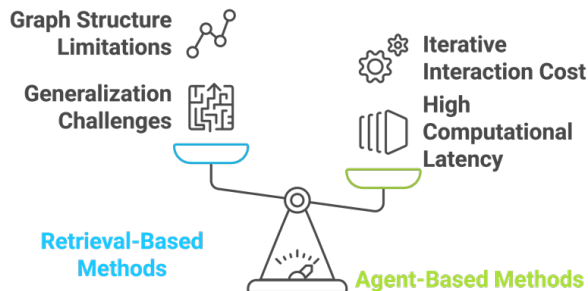 Graph Structure
Limitations
Generalization
Challenges
Iterative
Interaction Cost
High
Computational
Latency
Retrieval-Based
Methods
Agent-Based Methods